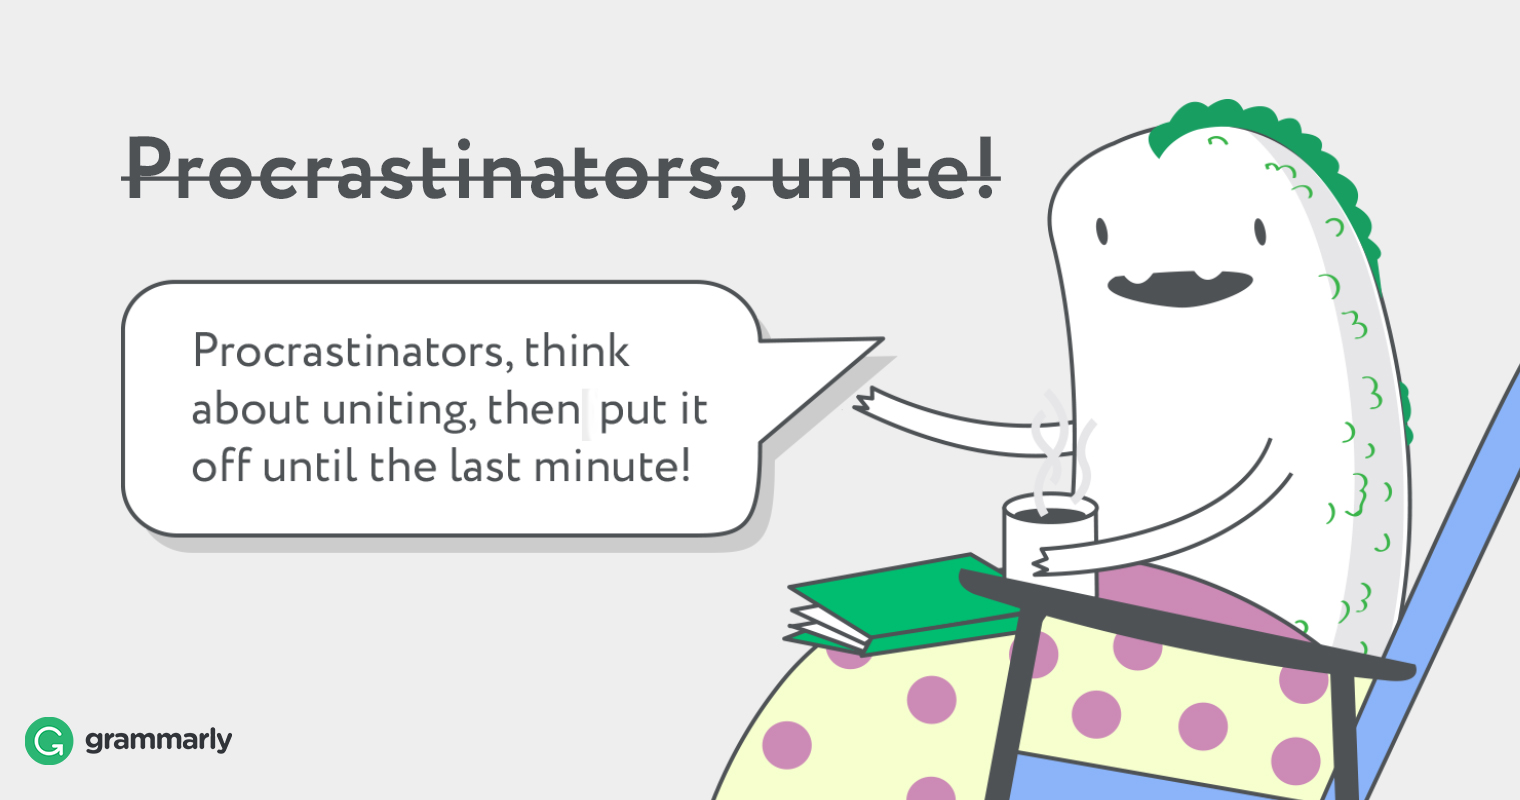 Procrastinators, unite!
Procrastinators, think
about uniting, then put it
off until the last minute!
grammarly